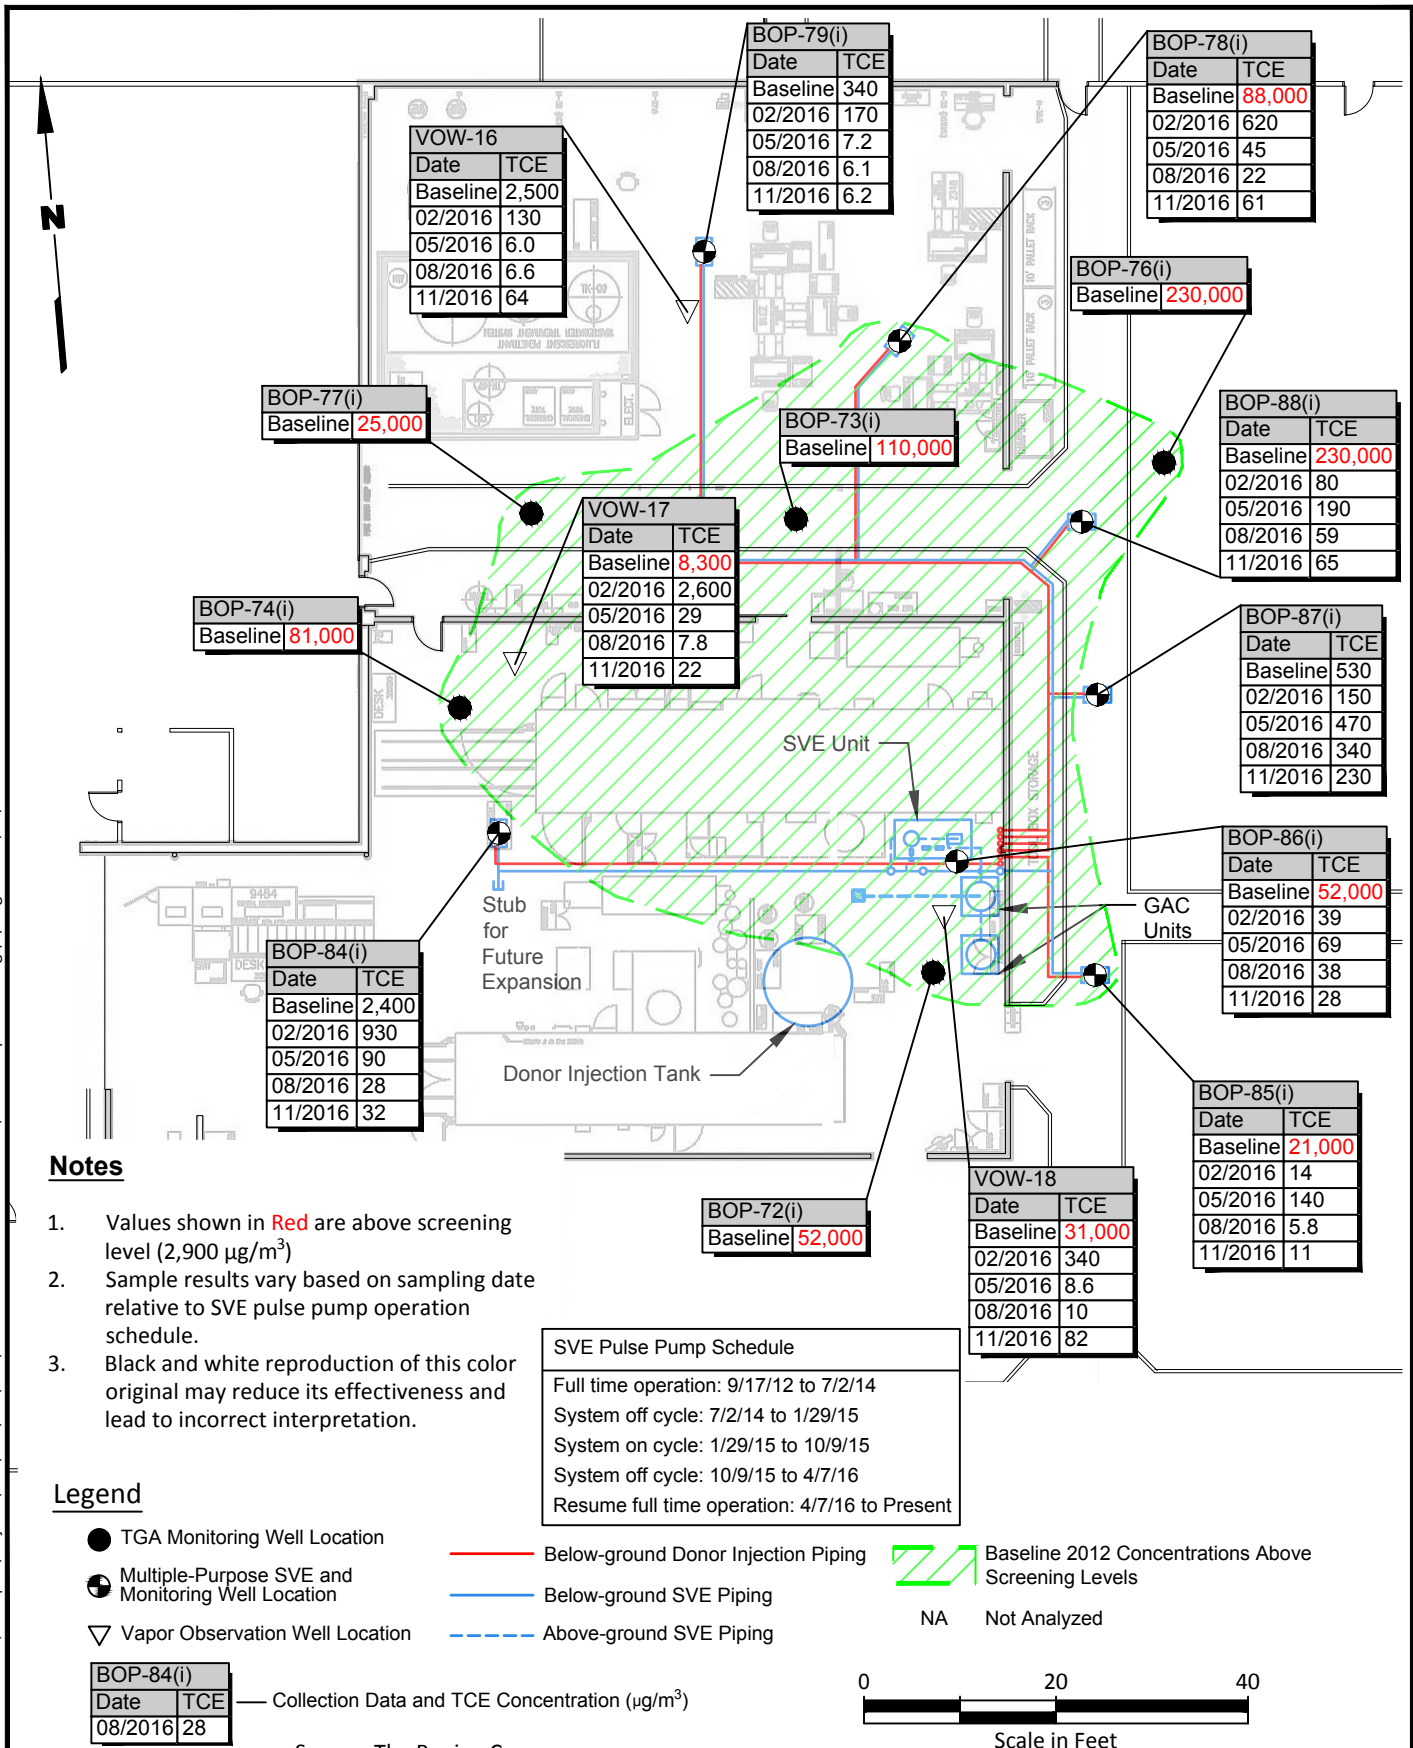 BOP-79(i)
Date TCE
Baseline 340
02/2016 170
05/2016 7.2
08/2016 6.1
11/2016 6.2
BOP-78(i)
Date TCE
Baseline 88,000
02/2016 620
05/2016 45
08/2016 22
11/2016 61
VOW-16
Date TCE
Baseline 2,500
02/2016 130
05/2016 6.0
08/2016 6.6
11/2016 64
N
BOP-76(i)
Baseline 230,000
10' PALLET RACK
10' PALLET RACK
FLUORESCENT PENETRANT
WASTEWATER TREATMENT SYSTEM
ELECT.
BOP-77(i)
Baseline 25,000
BOP-73(i)
Baseline 110,000
BOP-88(i)
Date TCE
Baseline 230,000
02/2016 80
05/2016 190
08/2016 59
11/2016 65
VOW-17
Date TCE
Baseline 8,300
02/2016 2,600
05/2016 29
08/2016 7.8
11/2016 22
BOP-74(i)
Baseline 81,000
BOP-87(i)
Date TCE
Baseline 530
02/2016 150
05/2016 470
08/2016 340
11/2016 230
DESK
SVE Unit
TOOL BOX STORAGE
BOP-86(i)
Date TCE
Baseline 52,000
02/2016 39
05/2016 69
08/2016 38
11/2016 28
GAC
Units
Stub
for
Future
Expansion
9484
DESK
BOP-84(i)
Date TCE
Baseline 2,400
02/2016 930
05/2016 90
08/2016 28
11/2016 32
Donor Injection Tank
BOP-85(i)
Date TCE
Baseline 21,000
02/2016 14
05/2016 140
08/2016 5.8
11/2016 11
BOP-72(i)
Baseline 52,000
VOW-18
Date TCE
Baseline 31,000
02/2016 340
05/2016 8.6
08/2016 10
11/2016 82
Notes
1. Values shown in Red are above screening
level (2,900 µg/m³)
2. Sample results vary based on sampling date
relative to SVE pulse pump operation
schedule.
3. Black and white reproduction of this color
original may reduce its effectiveness and
lead to incorrect interpretation.
SVE Pulse Pump Schedule
Full time operation: 9/17/12 to 7/2/14
System off cycle: 7/2/14 to 1/29/15
System on cycle: 1/29/15 to 10/9/15
System off cycle: 10/9/15 to 4/7/16
Resume full time operation: 4/7/16 to Present
Legend
TGA Monitoring Well Location
Multiple-Purpose SVE and
Monitoring Well Location
Vapor Observation Well Location
Below-ground Donor Injection Piping
Below-ground SVE Piping
Above-ground SVE Piping
Baseline 2012 Concentrations Above
Screening Levels
NA Not Analyzed
BOP-84(i)
Date TCE
08/2016 28
Collection Data and TCE Concentration (µg/m³)
0 20 40
Scale in Feet